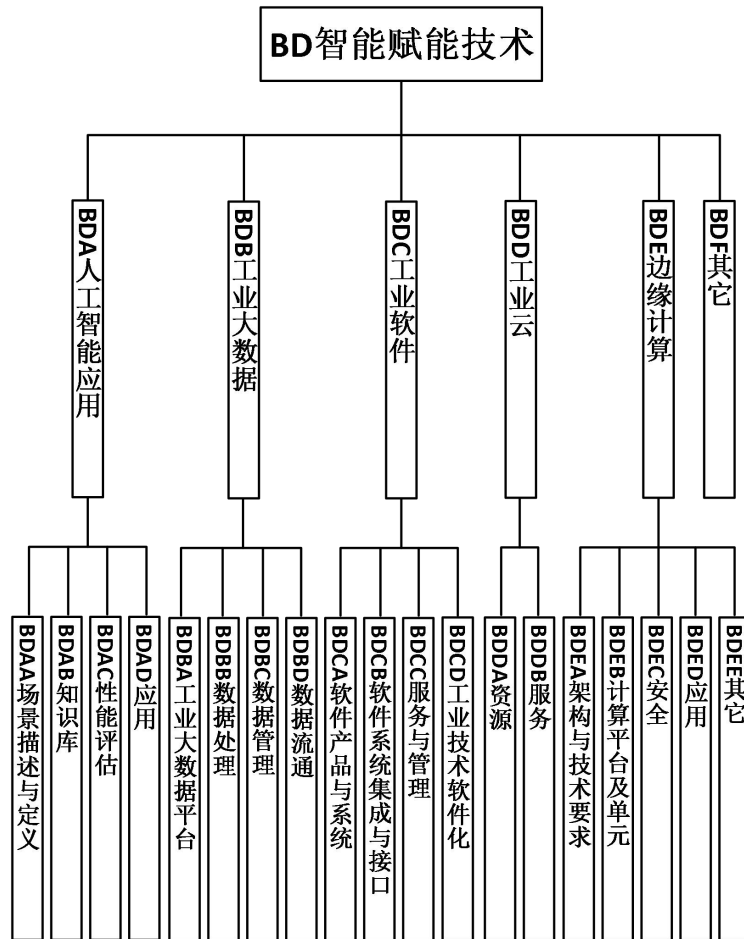 BD智能赋能技术
BDA人工智能应用
BDB工业大数据
BDC工业软件
BDD工业云
BDE边缘计算
BDF其它
BDAA场景描述与定义
BDAB知识库
BDAC性能评估
BDAD应用
BDBA工业大数据平台
BDBB数据处理
BDBC数据管理
BDBD数据流通
BDCA软件产品与系统
BDCB软件系统集成与接口
BDCC服务与管理
BDCD工业技术软件化
BDDA资源
BDDB服务
BDEA架构与技术要求
BDEB计算平台及单元
BDEC安全
BDED应用
BDEE其它